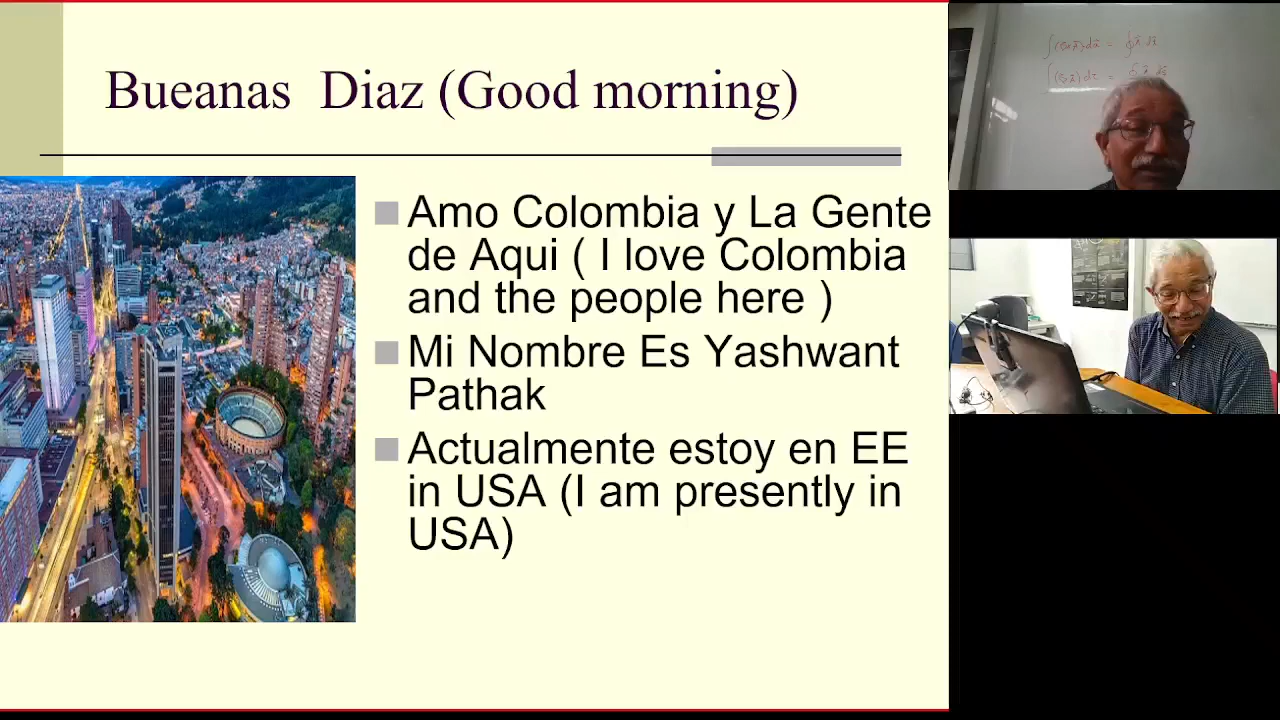 Bueanas Diaz (Good morning)
Amo Colombia y La Gente
de Aqui ( I love Colombia
and the people here )
Mi Nombre Es Yashwant
Pathak
Actualmente estoy en EE
in USA (I am presently in
USA)